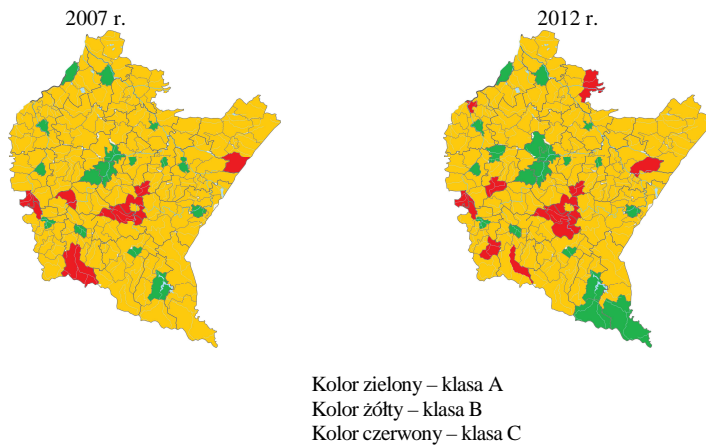 2007 r.
2012 r.
Kolor zielony – klasa A
Kolor żółty – klasa B
Kolor czerwony – klasa C